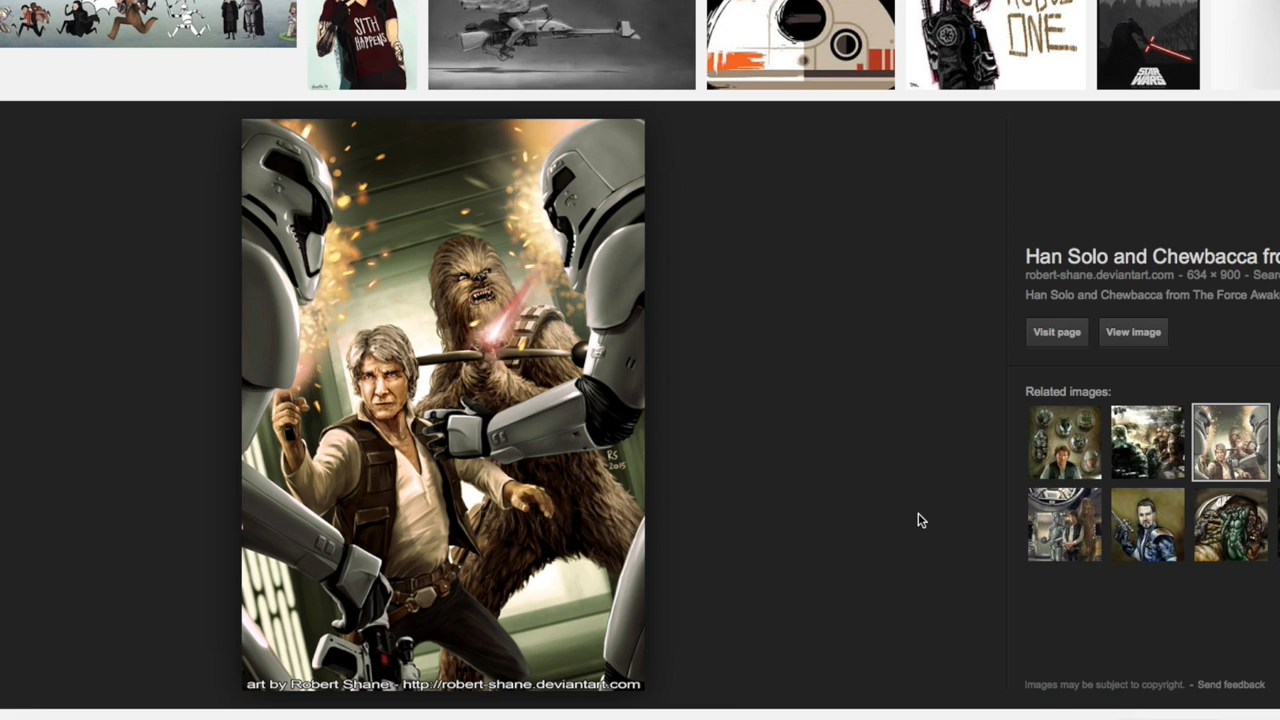 SITH
HAPPENS
ONE.
STAR
WARS
Han Solo and Chewbacca fro
robert-shane.deviantart.com - 634 × 900 - Sear
Han Solo and Chewbacca from The Force Awak
Visit page
View image
Related images:
RS
2015
art by Robert Shane - http://robert-shane.deviantart.com
Images may be subject to copyright. - Send feedback